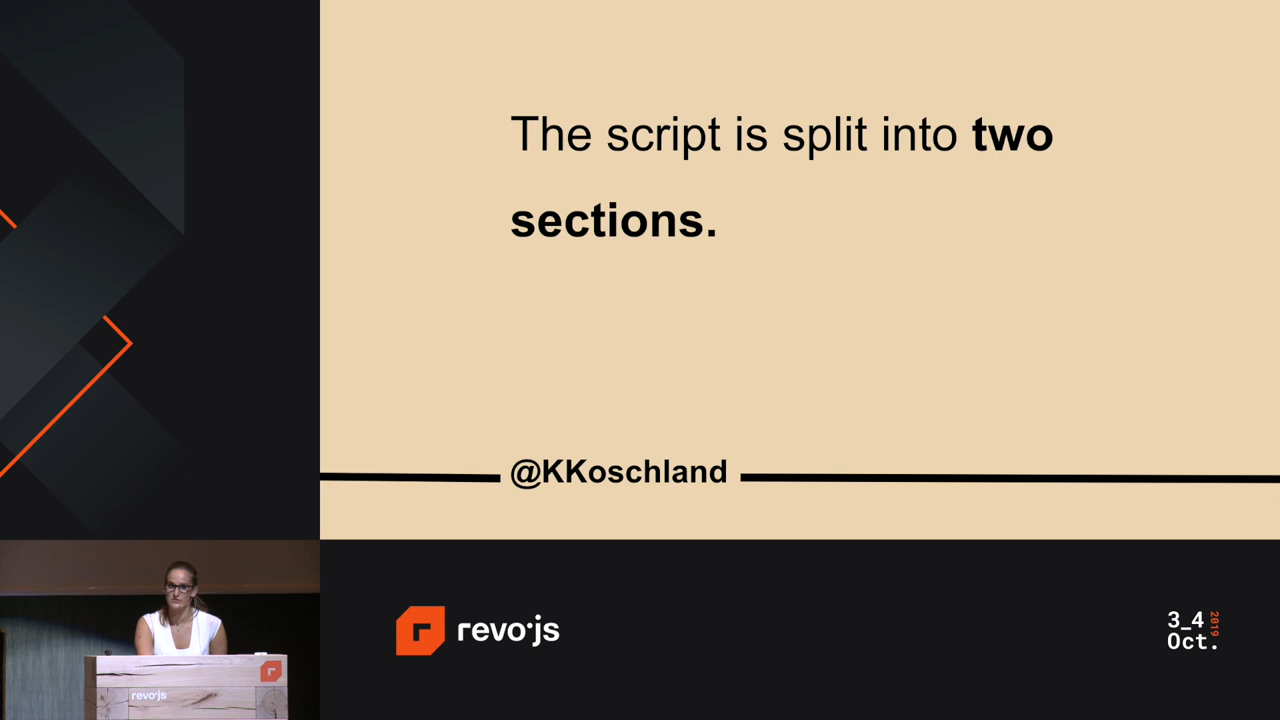 The script is split into two
sections.
@KKoschland
revo·js
3_4
Oct.
2019
revo·js